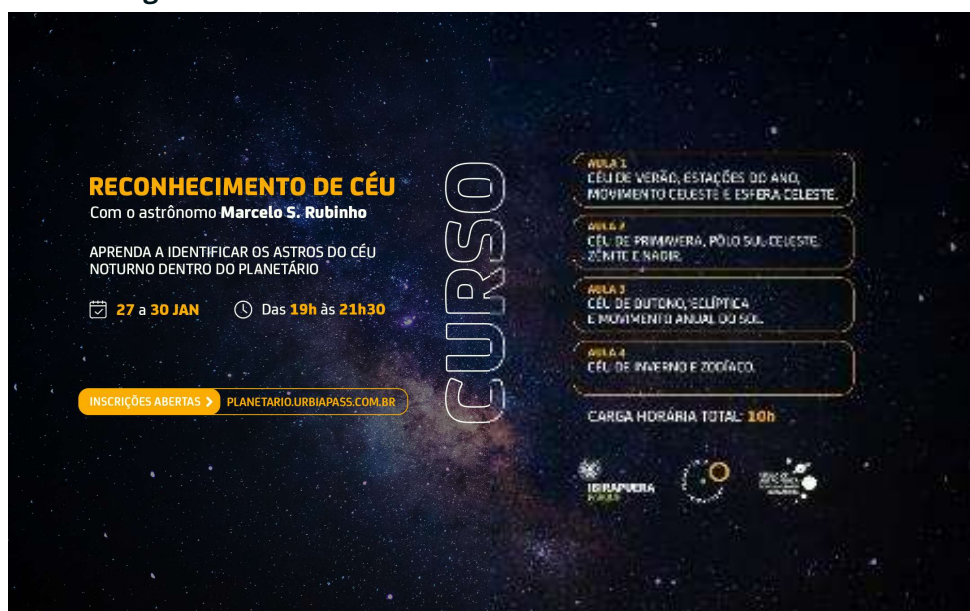 RECONHECIMENTO DE CÉU
Com o astrônomo Marcelo S. Rubinho
APRENDA A IDENTIFICAR OS ASTROS DO CÉU
NOTURNO DENTRO DO PLANETÁRIO
27 a 30 JAN
Das 19h às 21h30
INSCRIÇÕES ABERTAS
PLANETARIO.URBIAPASS.COM.BR
CURSO
AULA 1
CÉU DE VERÃO, ESTAÇÕES DO ANO,
MOVIMENTO CELESTE E ESFERA CELESTE.
AULA 2
CÉU DE PRIMAVERA, PÓLO SUL CELESTE,
ZÊNITE E NADIR.
AULA 3
CÉU DE OUTONO, ECLÍPTICA
E MOVIMENTO ANUAL DO SOL.
AULA 4
CÉU DE INVERNO E ZODÍACO.
CARGA HORÁRIA TOTAL: 10h
IBIRAPUERA